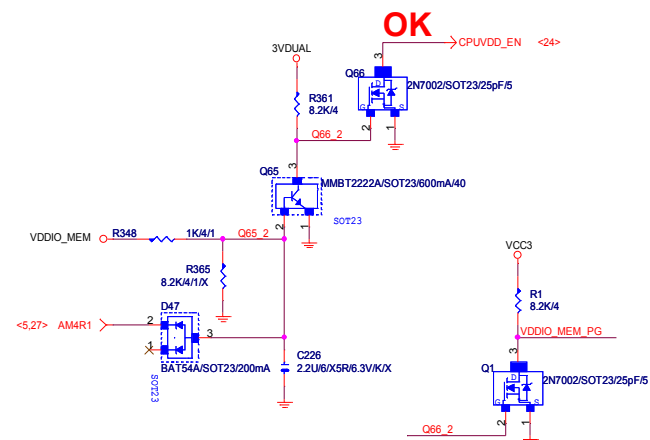 OK
CPUVDD_EN <24>
3VDUAL
3
Q66
D
2N7002/SOT23/25pF/5
R361
8.2K/4
G
S
Q66_2
2
1
3
Q65
MMBT2222A/SOT23/600mA/40
SOT23
2
1
VDDIO_MEM
R348
1K/4/1
Q65_2
VCC3
R365
8.2K/4/1/X
R1
8.2K/4
D47
<5,27> AM4R1
2
3
1
VDDIO_MEM_PG
BAT54A/SOT23/200mA
SOT23
C226
2.2U/6/X5R/6.3V/K/X
3
Q1
D
2N7002/SOT23/25pF/5
G
S
Q66_2
2
1